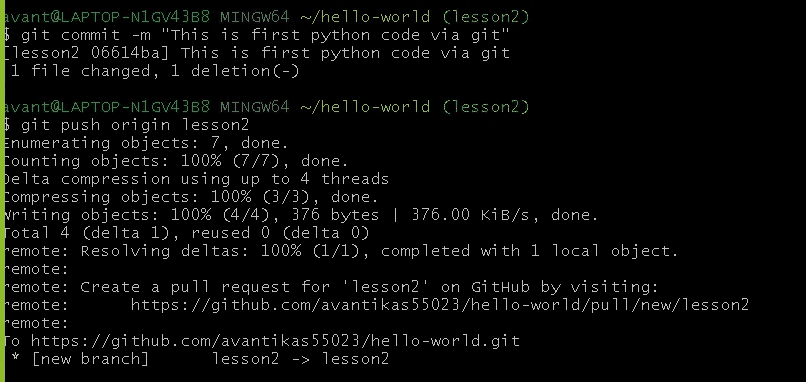 avant@LAPTOP-N1GV43B8 MINGW64 ~/hello-world (lesson2)
$ git commit -m "This is first python code via git"
[lesson2 06614ba] This is first python code via git
 1 file changed, 1 deletion(-)
avant@LAPTOP-N1GV43B8 MINGW64 ~/hello-world (lesson2)
$ git push origin lesson2
Enumerating objects: 7, done.
Counting objects: 100% (7/7), done.
Delta compression using up to 4 threads
Compressing objects: 100% (3/3), done.
Writing objects: 100% (4/4), 376 bytes | 376.00 KiB/s, done.
Total 4 (delta 1), reused 0 (delta 0)
remote: Resolving deltas: 100% (1/1), completed with 1 local object.
remote:
remote: Create a pull request for 'lesson2' on GitHub by visiting:
remote:      https://github.com/avantikas55023/hello-world/pull/new/lesson2
remote:
To https://github.com/avantikas55023/hello-world.git
 * [new branch]      lesson2 -> lesson2